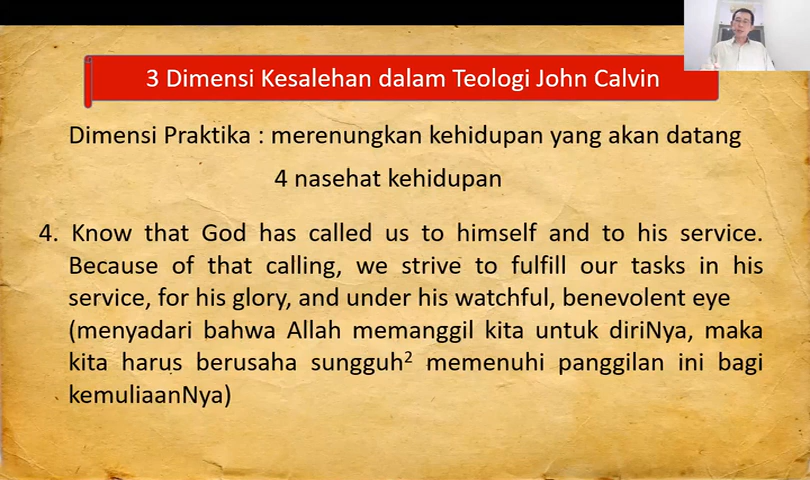 3 Dimensi Kesalehan dalam Teologi John Calvin
Dimensi Praktika : merenungkan kehidupan yang akan datang
4 nasehat kehidupan
4. Know that God has called us to himself and to his service.
Because of that calling, we strive to fulfill our tasks in his
service, for his glory, and under his watchful, benevolent eye
(menyadari bahwa Allah memanggil kita untuk diriNya, maka
kita harus berusaha sungguh² memenuhi panggilan ini bagi
kemuliaanNya)